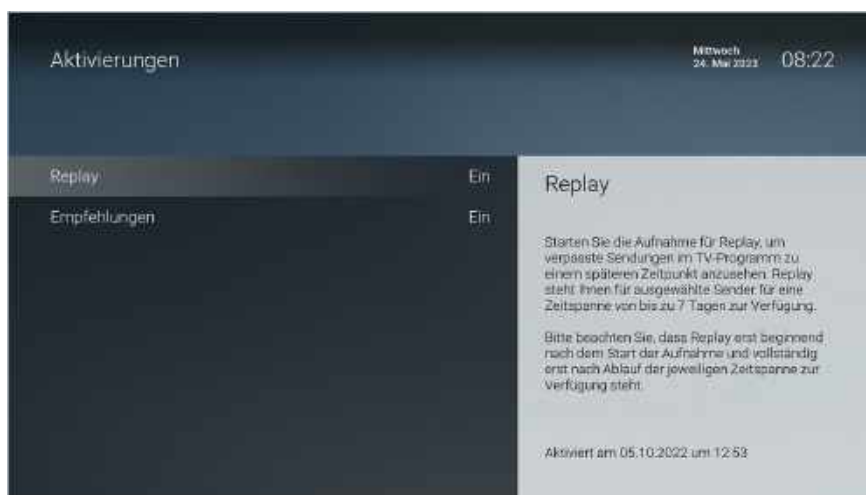 Aktivierungen
Mittwoch
24. Mai 2023
08:22
Replay Ein
Empfehlungen Ein
Replay
Starten Sie die Aufnahme für Replay, um
verpasste Sendungen im TV-Programm zu
einem späteren Zeitpunkt anzusehen. Replay
steht Ihnen für ausgewählte Sender für eine
Zeitspanne von bis zu 7 Tagen zur Verfügung.
Bitte beachten Sie, dass Replay erst beginnend
nach dem Start der Aufnahme und vollständig
erst nach Ablauf der jeweiligen Zeitspanne zur
Verfügung steht.
Aktiviert am 05.10.2022 um 12:53